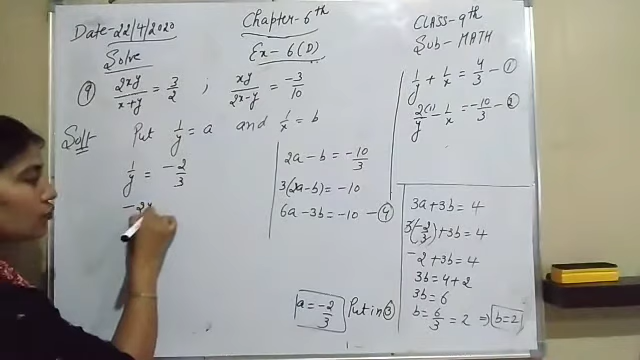 Date-22/4/2020
Chapter-6th
CLASS-9th
Sub-MATH
Solve
Ex-6(D)
9) 2xy/x+y = 3/2 ; xy/2x-y = -3/10
Put 1/y = a and 1/x = b
1/y = -2/3
-2y
2a-b = -10/3
3(2a-b) = -10
6a-3b = -10 -④
a = -2/3 Put in ③
1/y + 1/x = 4/3 -①
2(1)/y - 1/x = -10/3 -②
3a+3b = 4
3(-2/3)+3b = 4
-2+3b = 4
3b = 4+2
3b = 6
b = 6/3 = 2 ⇒ b=2